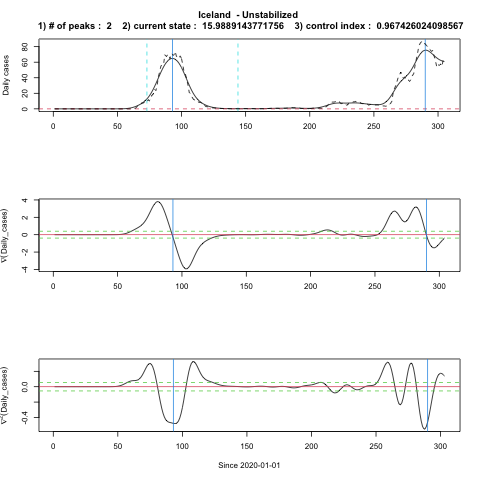 Iceland - Unstabilized
1) # of peaks : 2 2) current state : 15.9889143771756 3) control index : 0.967426024098567
Daily cases
0 20 40 60 80
0 50 100 150 200 250 300
∇(Daily_cases)
-4 -2 0 2 4
0 50 100 150 200 250 300
∇²(Daily_cases)
-0.4 0.0
0 50 100 150 200 250 300
Since 2020-01-01